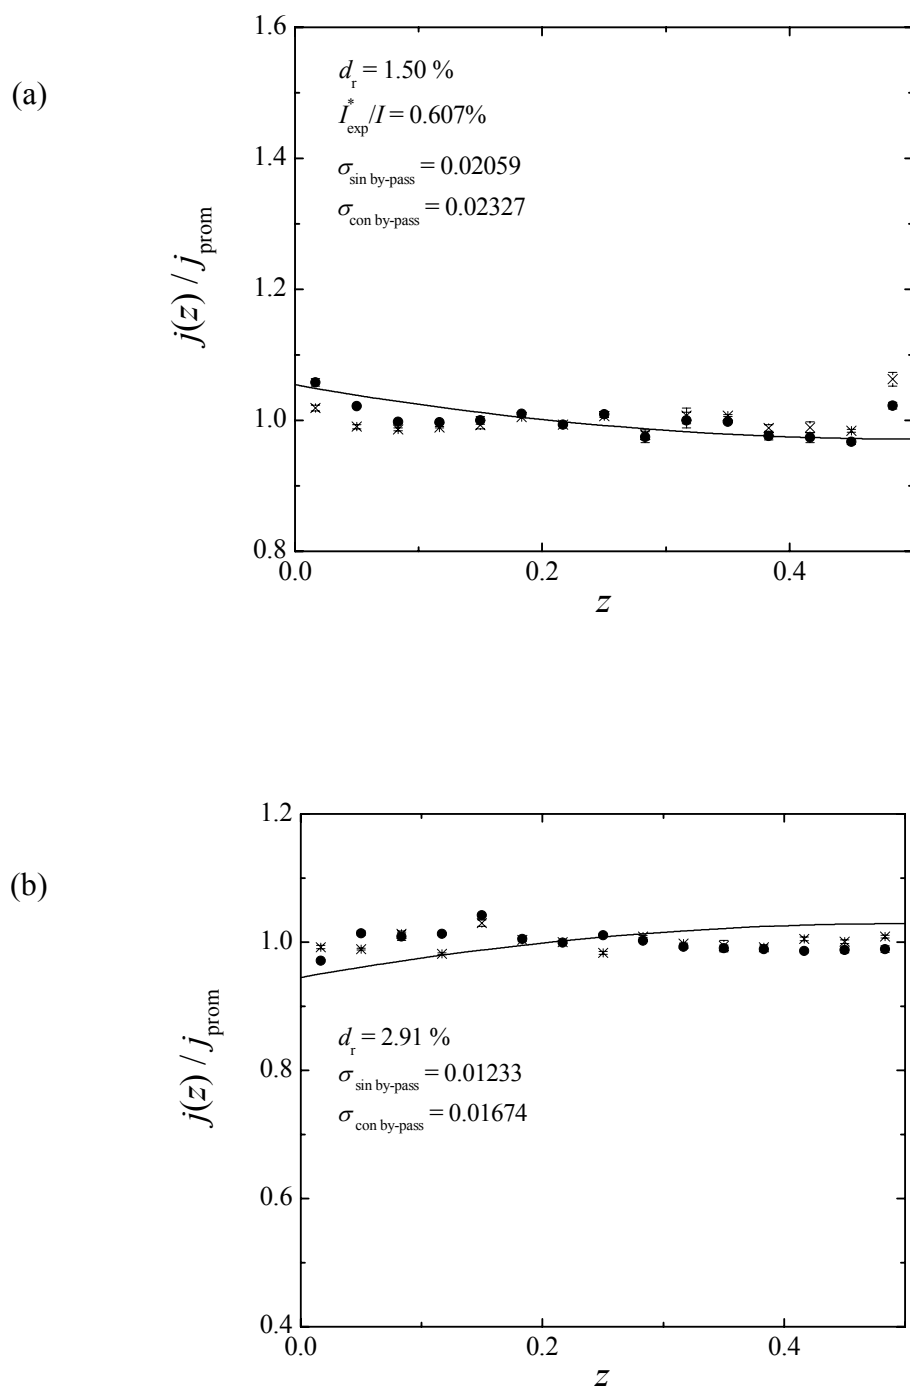 (a)
1.6
1.4
1.2
1.0
0.8
j(z) / j_prom
d_r = 1.50 %
I*_exp/I = 0.607%
σ_sin by-pass = 0.02059
σ_con by-pass = 0.02327
0.0 0.2 0.4
z
(b)
1.2
1.0
0.8
0.6
0.4
j(z) / j_prom
d_r = 2.91 %
σ_sin by-pass = 0.01233
σ_con by-pass = 0.01674
0.0 0.2 0.4
z